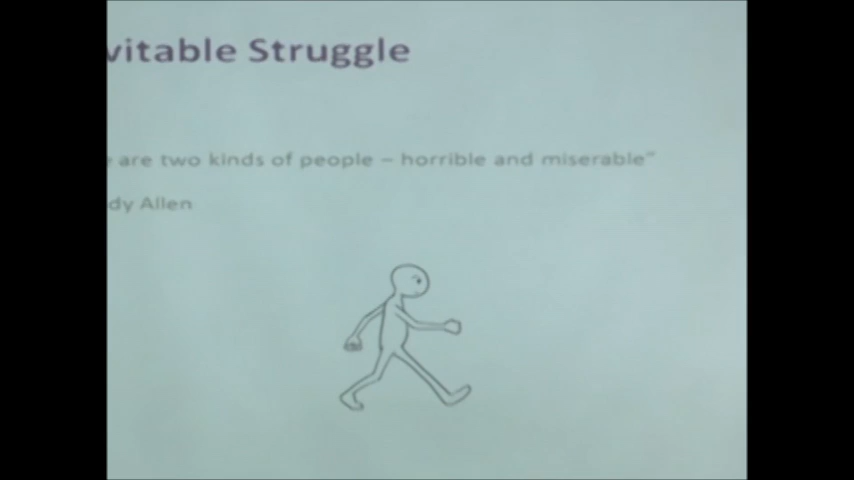 vitable Struggle
are two kinds of people – horrible and miserable"
dy Allen